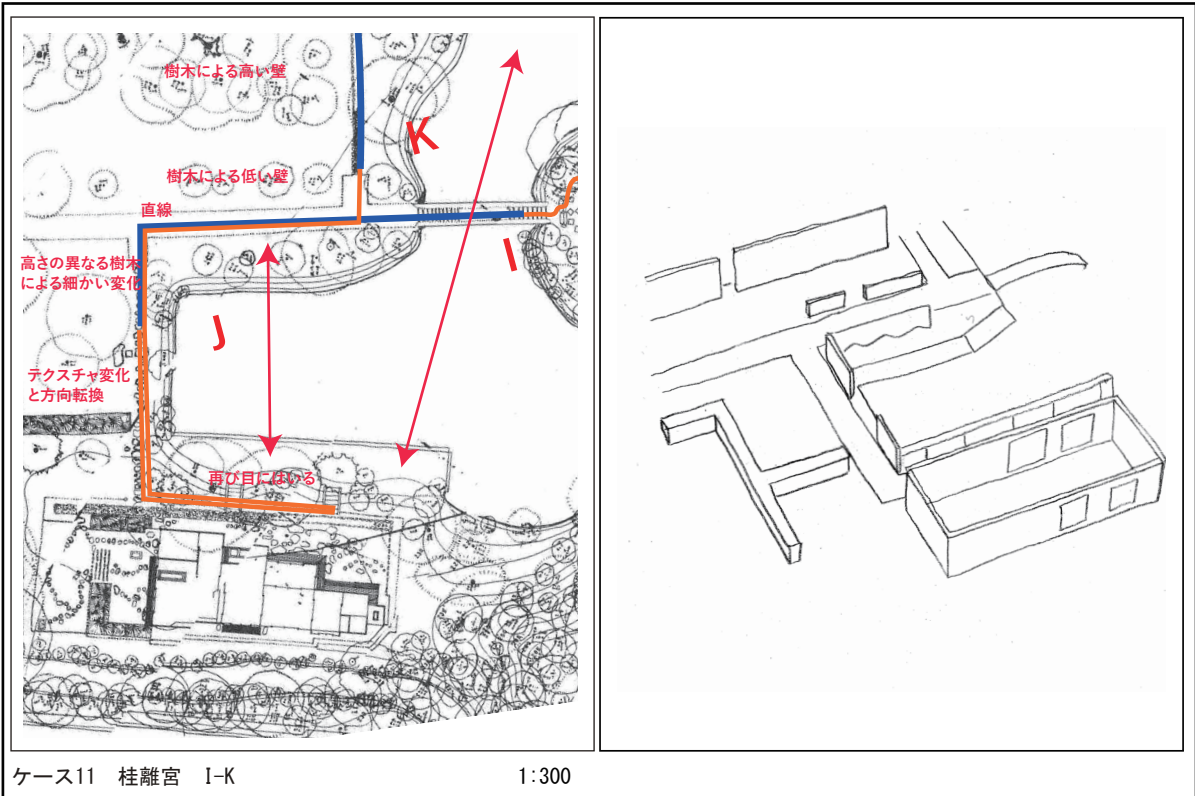 樹木による高い壁
K
樹木による低い壁
直線
I
高さの異なる樹木
による細かい変化
J
テクスチャ変化
と方向転換
再び目にはいる
ケース11　桂離宮　I-K
1:300